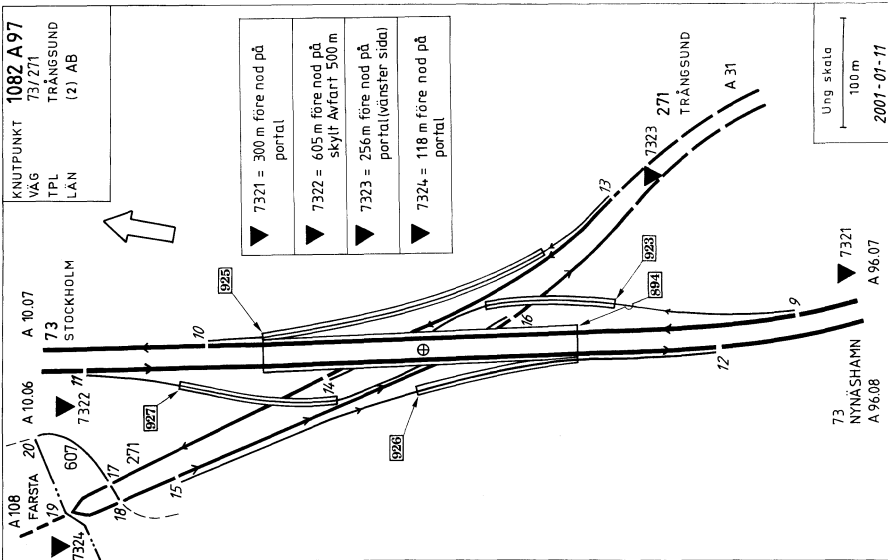 KNUTPUNKT 1082 A 97
VÄG 73/271
TPL TRÅNGSUND
LÄN (2) AB
7321 = 300 m före nod på
portal
7322 = 605 m före nod på
skylt Avfart 500 m
7323 = 256 m före nod på
portal(vänster sida)
7324 = 118 m före nod på
portal
Ung skala
100 m
2001-01-11
A 10.07
73
STOCKHOLM
A 10.06
7322
11
10
925
927
A 108
FARSTA
19
20
607
17
271
18
15
7324
14
16
926
13
7323
271
TRÅNGSUND
A 31
923
894
9
12
7321
A 96.07
73
NYNÄSHAMN
A 96.08